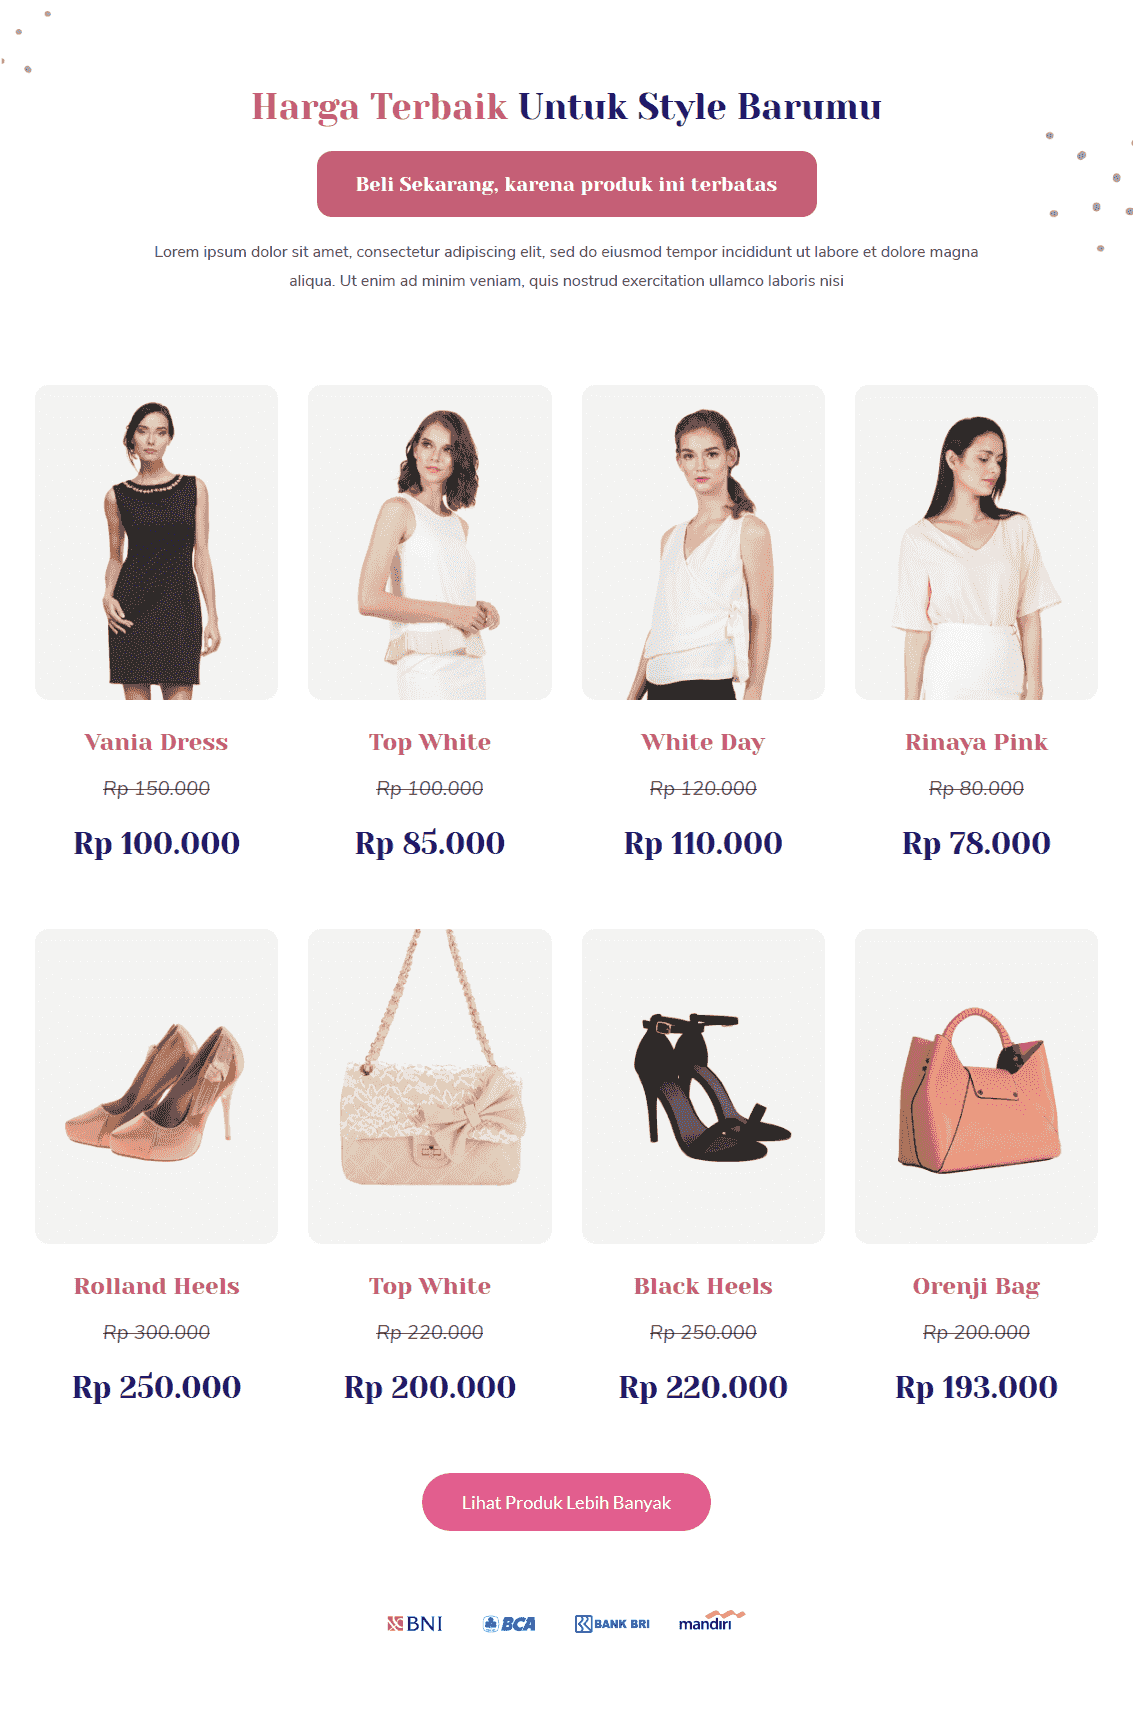 Harga Terbaik Untuk Style Barumu
Beli Sekarang, karena produk ini terbatas
Lorem ipsum dolor sit amet, consectetur adipiscing elit, sed do eiusmod tempor incididunt ut labore et dolore magna
aliqua. Ut enim ad minim veniam, quis nostrud exercitation ullamco laboris nisi
Vania Dress
Rp 150.000
Rp 100.000
Top White
Rp 100.000
Rp 85.000
White Day
Rp 120.000
Rp 110.000
Rinaya Pink
Rp 80.000
Rp 78.000
Rolland Heels
Rp 300.000
Rp 250.000
Top White
Rp 220.000
Rp 200.000
Black Heels
Rp 250.000
Rp 220.000
Orenji Bag
Rp 200.000
Rp 193.000
Lihat Produk Lebih Banyak
BNI
BCA
BANK BRI
mandiri